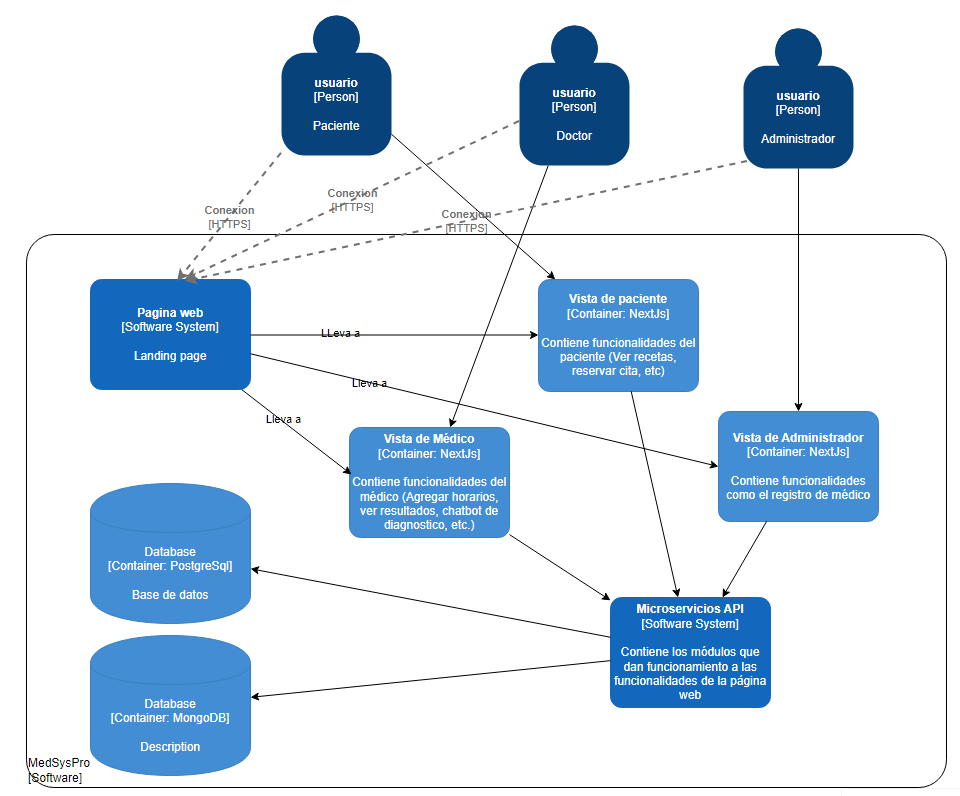 usuario
[Person]
Paciente
usuario
[Person]
Doctor
usuario
[Person]
Administrador
Conexion
[HTTPS]
Conexion
[HTTPS]
Conexion
[HTTPS]
Pagina web
[Software System]
Landing page
Vista de paciente
[Container: NextJs]
Contiene funcionalidades del
paciente (Ver recetas,
reservar cita, etc)
LLeva a
Lleva a
Lleva a
Vista de Médico
[Container: NextJs]
Contiene funcionalidades del
médico (Agregar horarios,
ver resultados, chatbot de
diagnostico, etc.)
Vista de Administrador
[Container: NextJs]
Contiene funcionalidades
como el registro de médico
Database
[Container: PostgreSql]
Base de datos
Microservicios API
[Software System]
Contiene los módulos que
dan funcionamiento a las
funcionalidades de la página
web
Database
[Container: MongoDB]
Description
MedSysPro
[Software]